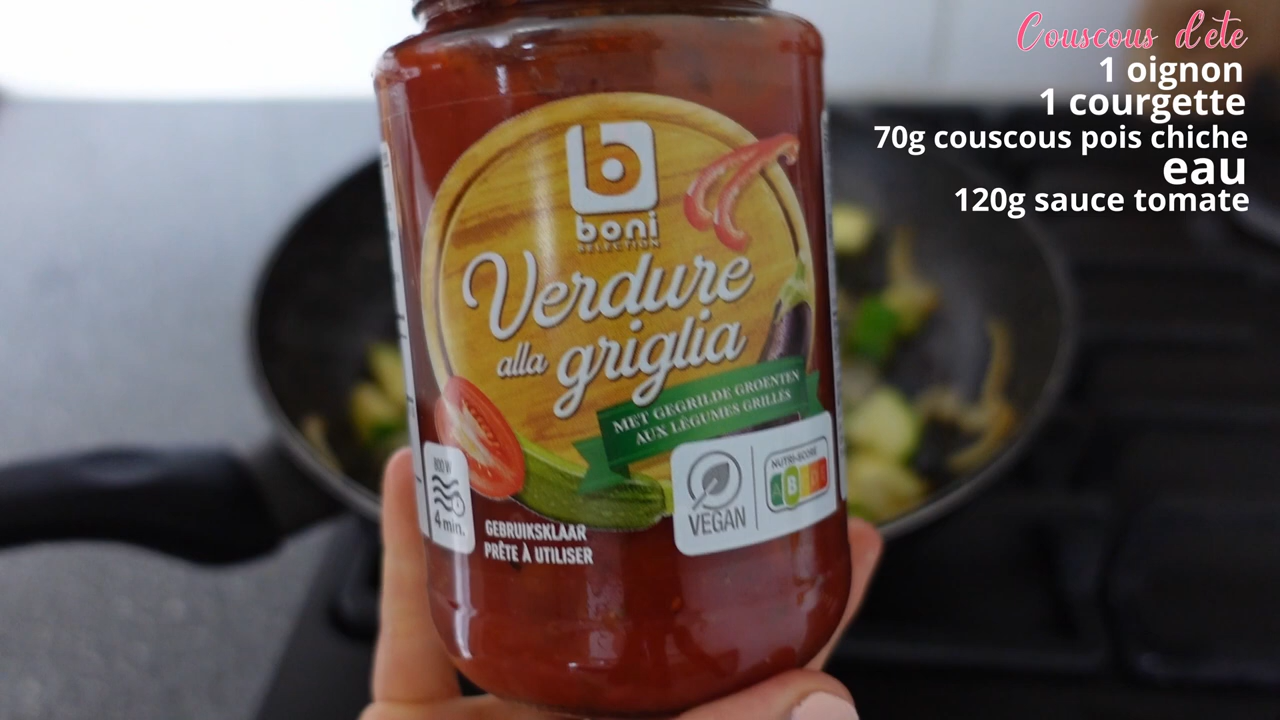 Couscous d'ete
1 oignon
1 courgette
70g couscous pois chiche
eau
120g sauce tomate
b
boni
SELECTION
Verdure
alla griglia
MET GEGRILDE GROENTEN
AUX LÉGUMES GRILLÉS
800 W
4 min.
GEBRUIKSKLAAR
PRÊTE À UTILISER
VEGAN
NUTRI-SCORE
B